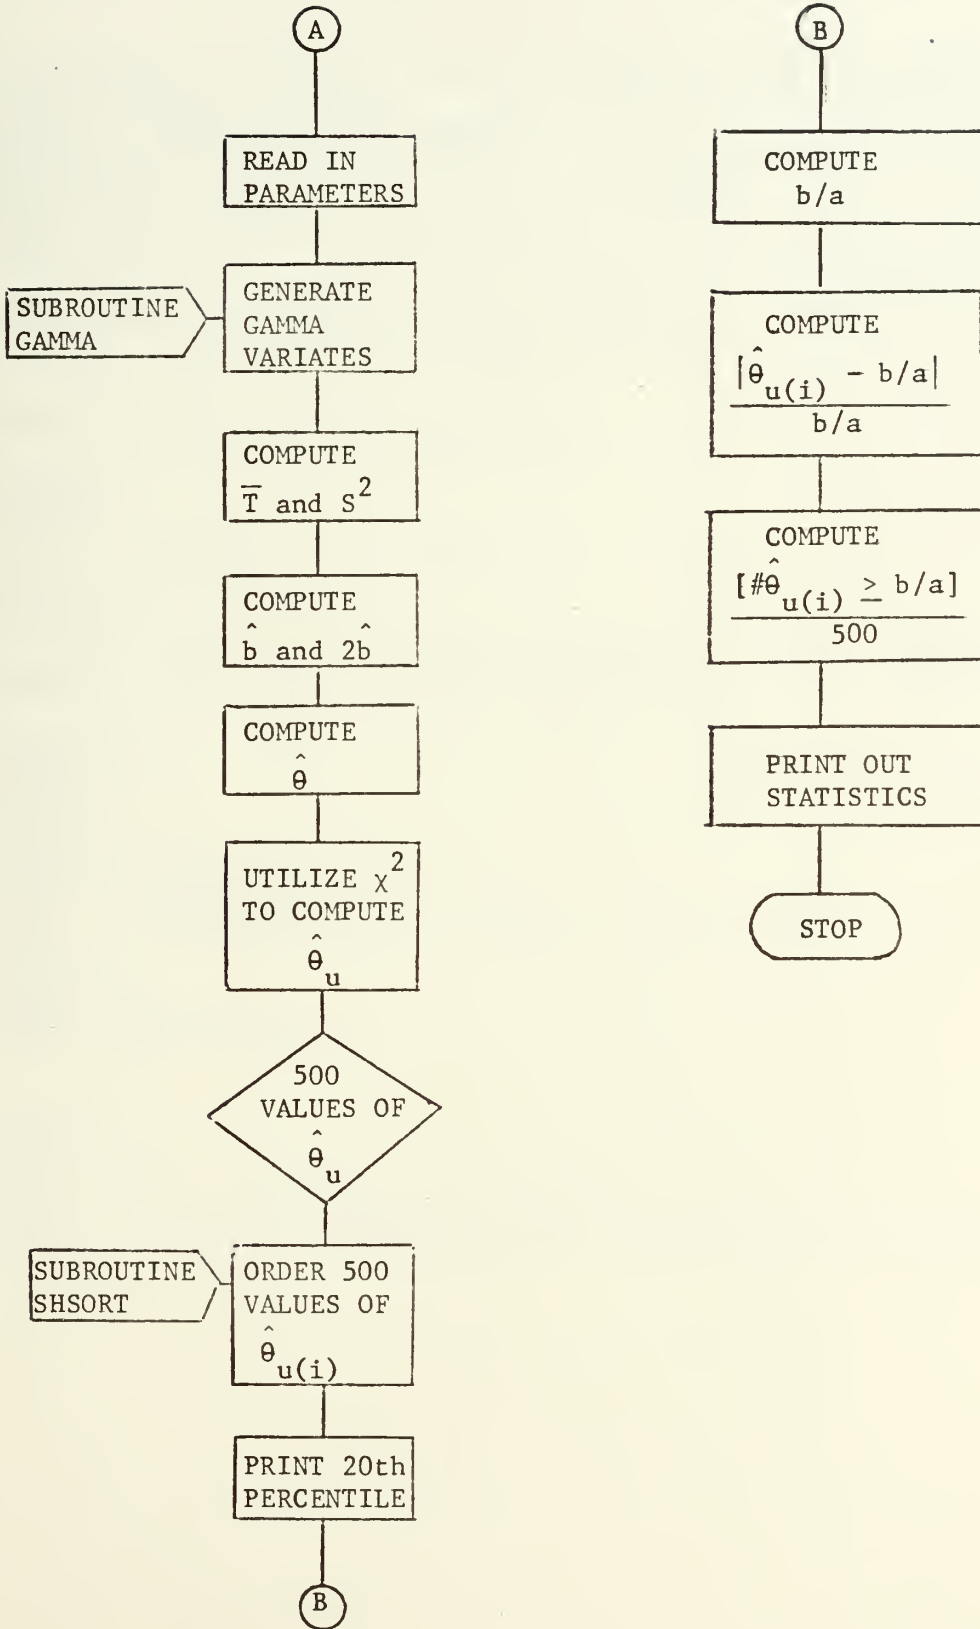 A
READ IN
PARAMETERS
SUBROUTINE
GAMMA
GENERATE
GAMMA
VARIATES
COMPUTE
T̅ and S²
COMPUTE
b̂ and 2b̂
COMPUTE
θ̂
UTILIZE χ²
TO COMPUTE
θ̂u
500
VALUES OF
θ̂u
SUBROUTINE
SHSORT
ORDER 500
VALUES OF
θ̂u(i)
PRINT 20th
PERCENTILE
B
B
COMPUTE
b/a
COMPUTE
|θ̂u(i) - b/a|
b/a
COMPUTE
[#θ̂u(i) ≥ b/a]
500
PRINT OUT
STATISTICS
STOP